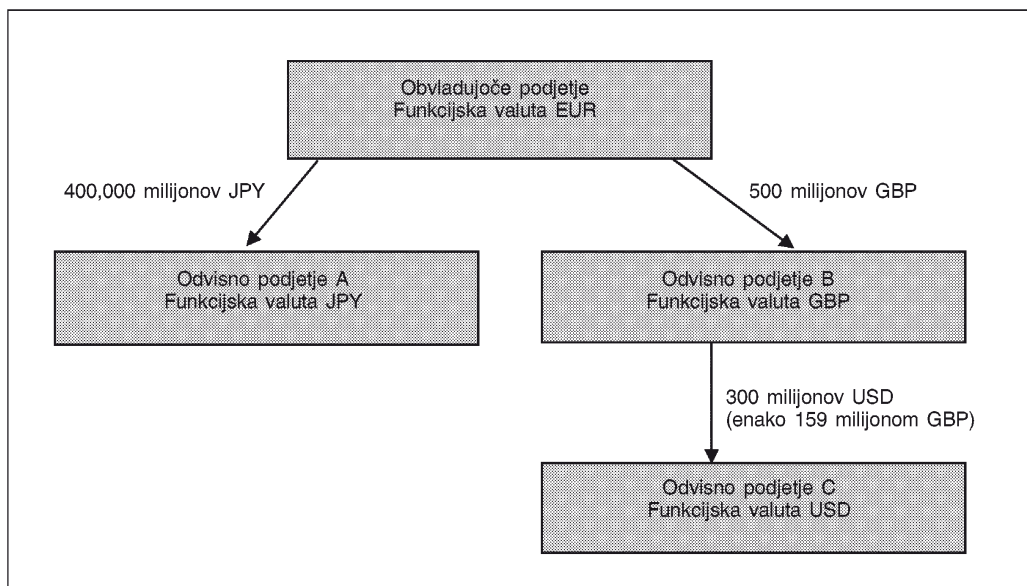 Obvladujoče podjetje
Funkcijska valuta EUR
400,000 milijonov JPY
500 milijonov GBP
Odvisno podjetje A
Funkcijska valuta JPY
Odvisno podjetje B
Funkcijska valuta GBP
300 milijonov USD
(enako 159 milijonom GBP)
Odvisno podjetje C
Funkcijska valuta USD